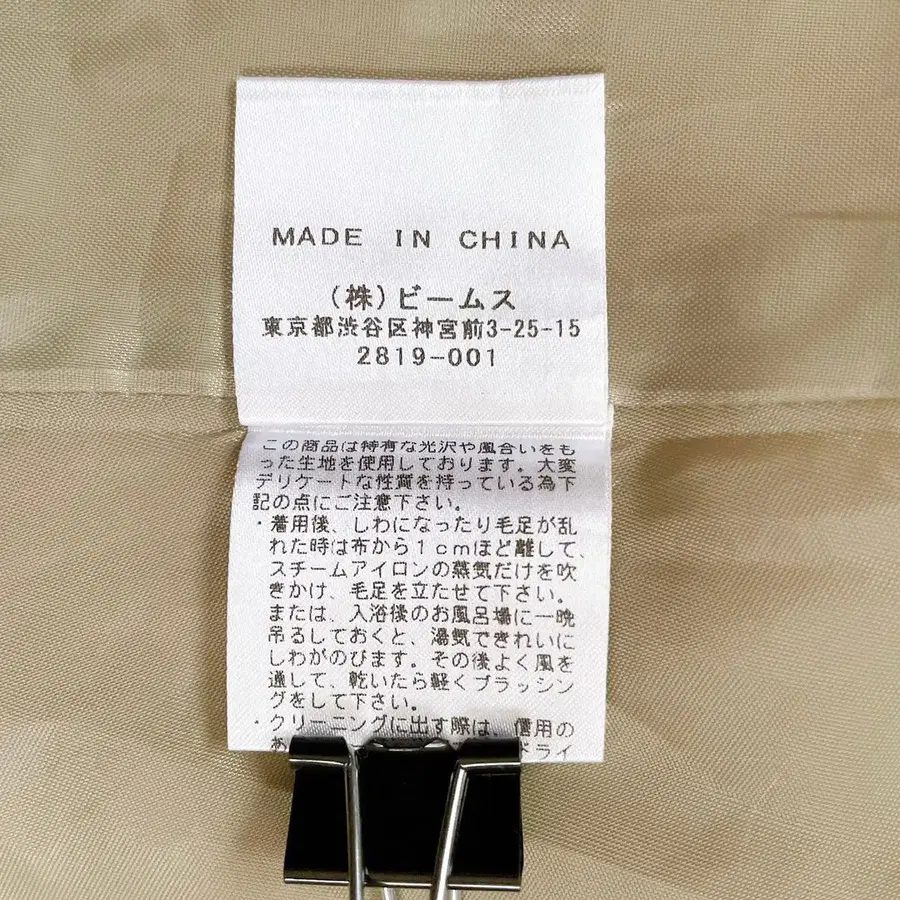 MADE IN CHINA
(株)ビームス
東京都渋谷区神宮前3-25-15
2819-001
この商品は特有な光沢や風合いをも
った生地を使用しております。大変
デリケートな性質を持っている為下
記の点にご注意下さい。
・着用後、しわになったり毛足が乱
れた時は布から1cmほど離して、
スチームアイロンの蒸気だけを吹
きかけ、毛足を立たせて下さい。
または、入浴後のお風呂場に一晩
吊るしておくと、湯気できれいに
しわがのびます。その後よく風を
通して、乾いたら軽くブラッシン
グをして下さい。
・クリーニングに出す際は、信用の
あ ドライ